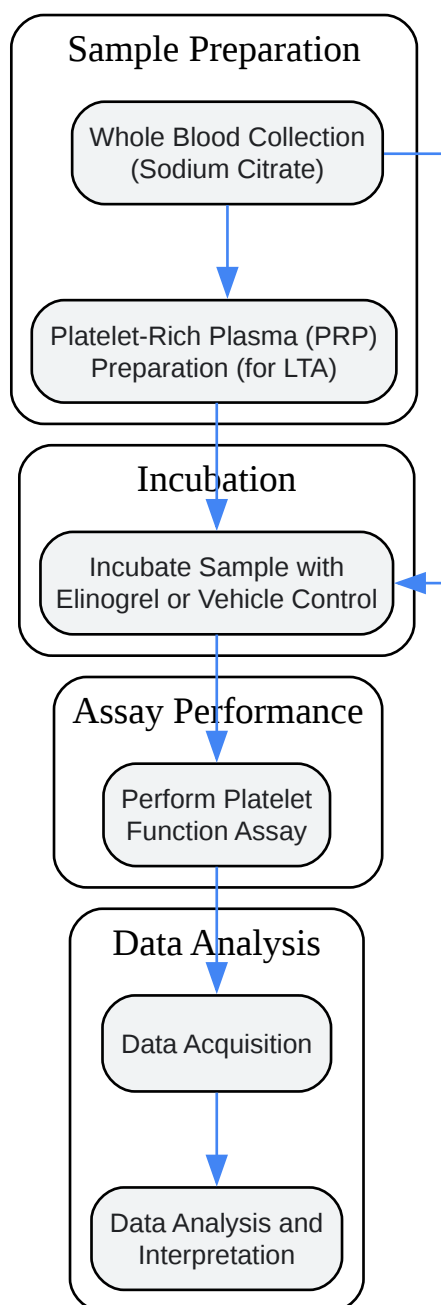 Sample Preparation
Whole Blood Collection
(Sodium Citrate)
Platelet-Rich Plasma (PRP)
Preparation (for LTA)
Incubation
Incubate Sample with
Elinogrel or Vehicle Control
Assay Performance
Perform Platelet
Function Assay
Data Analysis
Data Acquisition
Data Analysis and
Interpretation